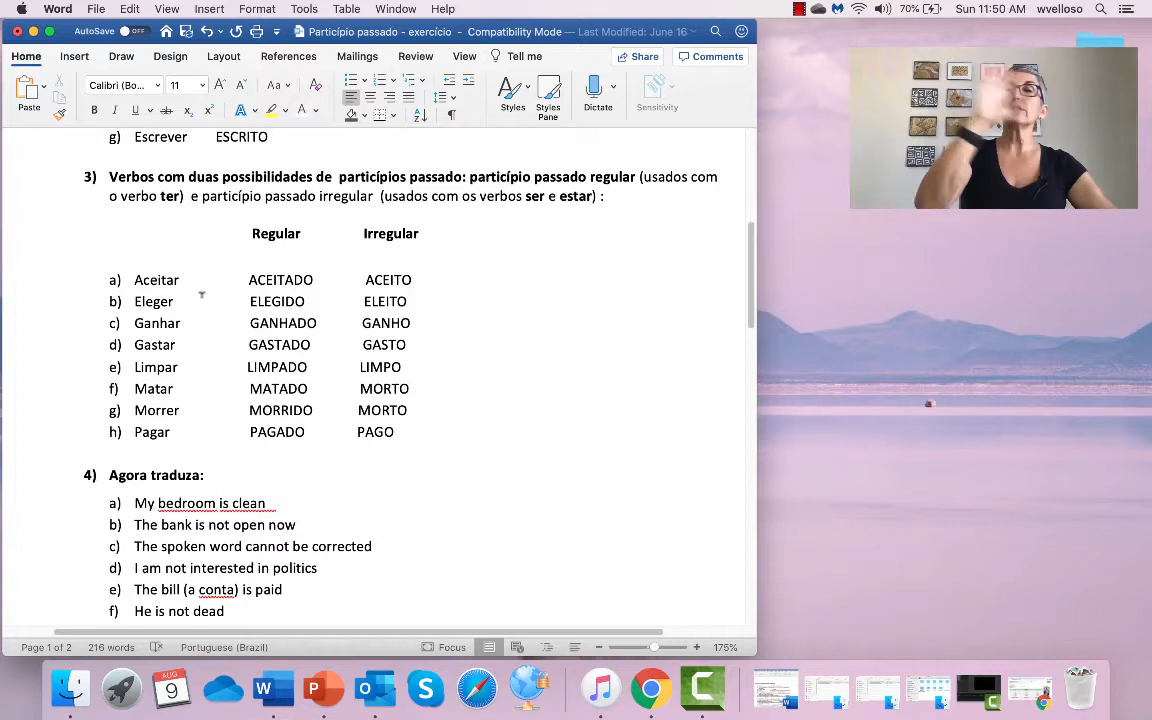 Word File Edit View Insert Format Tools Table Window Help 70% Sun 11:50 AM wvelloso
AutoSave OFF Particípio passado - exercício - Compatibility Mode — Last Modified: June 16
Home Insert Draw Design Layout References Mailings Review View Tell me Share Comments
Calibri (Bo... 11
Paste Styles Styles Pane Dictate Sensitivity
g) Escrever ESCRITO
3) Verbos com duas possibilidades de particípios passado: particípio passado regular (usados com
o verbo ter) e particípio passado irregular (usados com os verbos ser e estar) :
Regular Irregular
a) Aceitar ACEITADO ACEITO
b) Eleger ELEGIDO ELEITO
c) Ganhar GANHADO GANHO
d) Gastar GASTADO GASTO
e) Limpar LIMPADO LIMPO
f) Matar MATADO MORTO
g) Morrer MORRIDO MORTO
h) Pagar PAGADO PAGO
4) Agora traduza:
a) My bedroom is clean
b) The bank is not open now
c) The spoken word cannot be corrected
d) I am not interested in politics
e) The bill (a conta) is paid
f) He is not dead
Page 1 of 2 216 words Portuguese (Brazil) Focus 175%
AUG
9